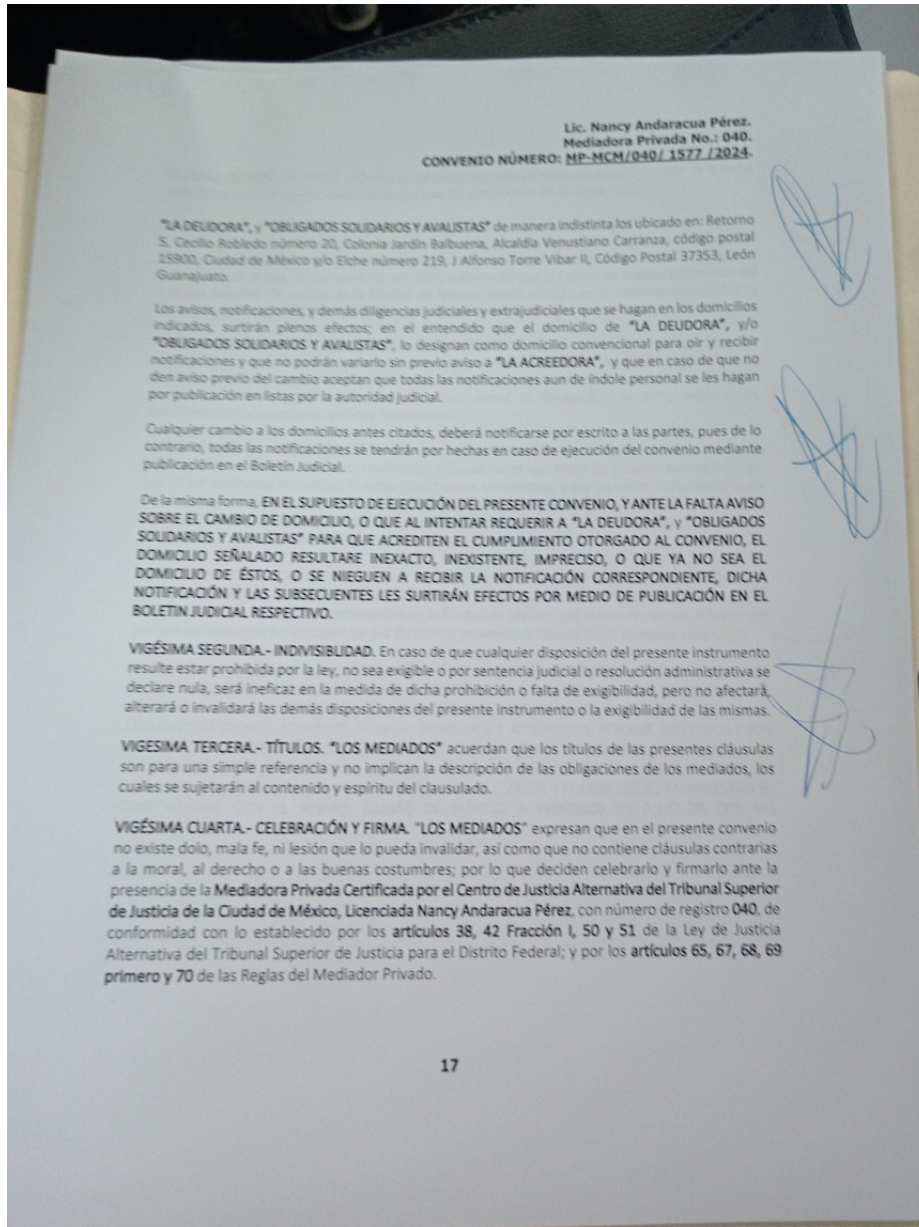 Lic. Nancy Andaracua Pérez.
Mediadora Privada No.: 040.
CONVENIO NÚMERO: MP-MCM/040/ 1577 /2024.
"LA DEUDORA", y "OBLIGADOS SOLIDARIOS Y AVALISTAS" de manera indistinta los ubicado en: Retorno
5, Cecilio Robledo número 20, Colonia Jardín Balbuena, Alcaldía Venustiano Carranza, código postal
15900, Ciudad de México y/o Elche número 219, J Alfonso Torre Vibar II, Código Postal 37353, León
Guanajuato.
Los avisos, notificaciones, y demás diligencias judiciales y extrajudiciales que se hagan en los domicilios
indicados, surtirán plenos efectos; en el entendido que el domicilio de "LA DEUDORA", y/o
"OBLIGADOS SOLIDARIOS Y AVALISTAS", lo designan como domicilio convencional para oír y recibir
notificaciones y que no podrán variarlo sin previo aviso a "LA ACREEDORA", y que en caso de que no
den aviso previo del cambio aceptan que todas las notificaciones aun de índole personal se les hagan
por publicación en listas por la autoridad judicial.
Cualquier cambio a los domicilios antes citados, deberá notificarse por escrito a las partes, pues de lo
contrario, todas las notificaciones se tendrán por hechas en caso de ejecución del convenio mediante
publicación en el Boletín Judicial.
De la misma forma, EN EL SUPUESTO DE EJECUCIÓN DEL PRESENTE CONVENIO, Y ANTE LA FALTA AVISO
SOBRE EL CAMBIO DE DOMICILIO, O QUE AL INTENTAR REQUERIR A "LA DEUDORA", y "OBLIGADOS
SOLIDARIOS Y AVALISTAS" PARA QUE ACREDITEN EL CUMPLIMIENTO OTORGADO AL CONVENIO, EL
DOMICILIO SEÑALADO RESULTARE INEXACTO, INEXISTENTE, IMPRECISO, O QUE YA NO SEA EL
DOMICILIO DE ÉSTOS, O SE NIEGUEN A RECIBIR LA NOTIFICACIÓN CORRESPONDIENTE, DICHA
NOTIFICACIÓN Y LAS SUBSECUENTES LES SURTIRÁN EFECTOS POR MEDIO DE PUBLICACIÓN EN EL
BOLETIN JUDICIAL RESPECTIVO.
VIGÉSIMA SEGUNDA.- INDIVISIBLIDAD. En caso de que cualquier disposición del presente instrumento
resulte estar prohibida por la ley, no sea exigible o por sentencia judicial o resolución administrativa se
declare nula, será ineficaz en la medida de dicha prohibición o falta de exigibilidad, pero no afectará,
alterará o invalidará las demás disposiciones del presente instrumento o la exigibilidad de las mismas.
VIGESIMA TERCERA.- TÍTULOS. "LOS MEDIADOS" acuerdan que los títulos de las presentes cláusulas
son para una simple referencia y no implican la descripción de las obligaciones de los mediados, los
cuales se sujetarán al contenido y espíritu del clausulado.
VIGÉSIMA CUARTA.- CELEBRACIÓN Y FIRMA. "LOS MEDIADOS" expresan que en el presente convenio
no existe dolo, mala fe, ni lesión que lo pueda invalidar, así como que no contiene cláusulas contrarias
a la moral, al derecho o a las buenas costumbres; por lo que deciden celebrarlo y firmarlo ante la
presencia de la Mediadora Privada Certificada por el Centro de Justicia Alternativa del Tribunal Superior
de Justicia de la Ciudad de México, Licenciada Nancy Andaracua Pérez, con número de registro 040, de
conformidad con lo establecido por los artículos 38, 42 Fracción I, 50 y 51 de la Ley de Justicia
Alternativa del Tribunal Superior de Justicia para el Distrito Federal; y por los artículos 65, 67, 68, 69
primero y 70 de las Reglas del Mediador Privado.
17